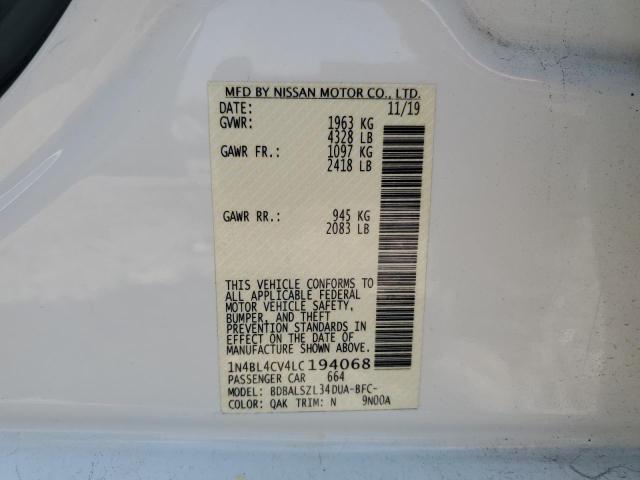 MFD BY NISSAN MOTOR CO., LTD.
DATE: 11/19
GVWR: 1963 KG
4328 LB
GAWR FR.: 1097 KG
2418 LB
GAWR RR.: 945 KG
2083 LB
THIS VEHICLE CONFORMS TO
ALL APPLICABLE FEDERAL
MOTOR VEHICLE SAFETY,
BUMPER, AND THEFT
PREVENTION STANDARDS IN
EFFECT ON THE DATE OF
MANUFACTURE SHOWN ABOVE.
1N4BL4CV4LC194068
PASSENGER CAR 664
MODEL: BDBALSZL34DUA-BFC-
COLOR: QAK TRIM: N 9N00A